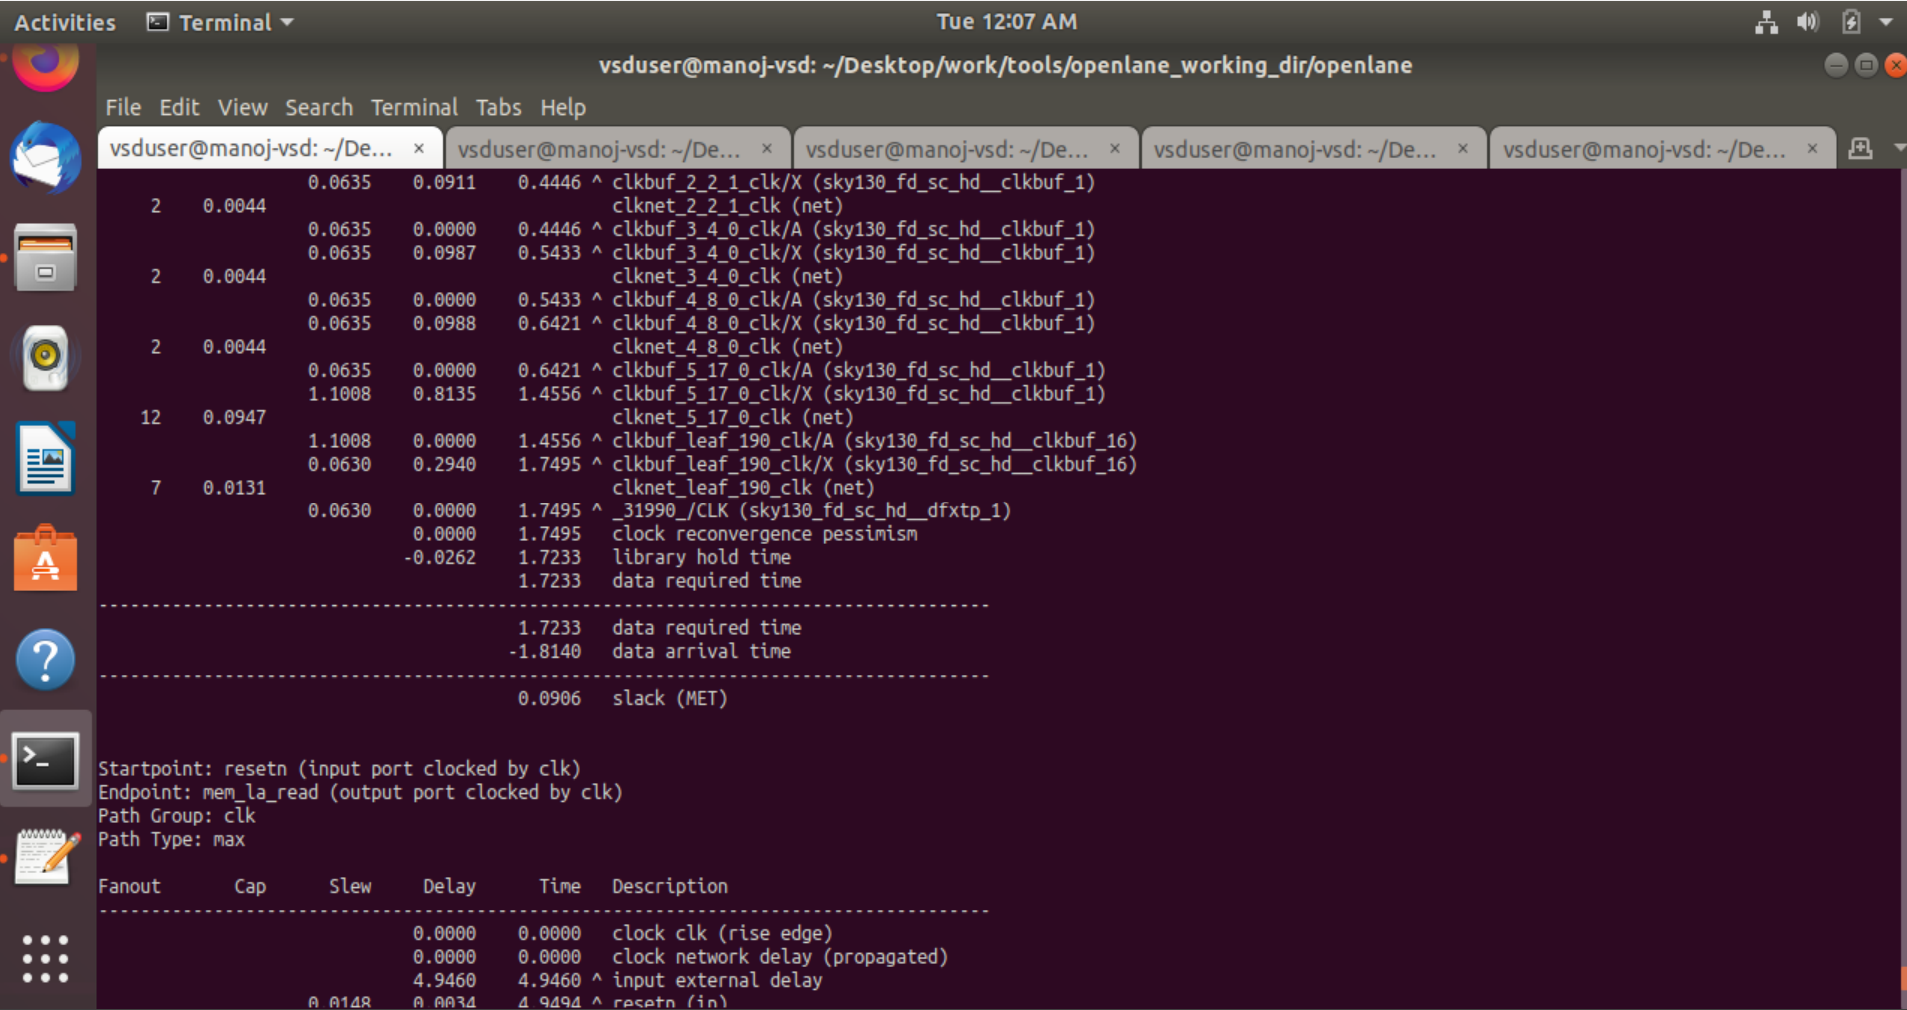 Activities Terminal Tue 12:07 AM
vsduser@manoj-vsd: ~/Desktop/work/tools/openlane_working_dir/openlane
File Edit View Search Terminal Tabs Help
vsduser@manoj-vsd: ~/De... × vsduser@manoj-vsd: ~/De... × vsduser@manoj-vsd: ~/De... × vsduser@manoj-vsd: ~/De... × vsduser@manoj-vsd: ~/De... ×
0.0635 0.0911 0.4446 ^ clkbuf_2_2_1_clk/X (sky130_fd_sc_hd__clkbuf_1)
2 0.0044 clknet_2_2_1_clk (net)
0.0635 0.0000 0.4446 ^ clkbuf_3_4_0_clk/A (sky130_fd_sc_hd__clkbuf_1)
0.0635 0.0987 0.5433 ^ clkbuf_3_4_0_clk/X (sky130_fd_sc_hd__clkbuf_1)
2 0.0044 clknet_3_4_0_clk (net)
0.0635 0.0000 0.5433 ^ clkbuf_4_8_0_clk/A (sky130_fd_sc_hd__clkbuf_1)
0.0635 0.0988 0.6421 ^ clkbuf_4_8_0_clk/X (sky130_fd_sc_hd__clkbuf_1)
2 0.0044 clknet_4_8_0_clk (net)
0.0635 0.0000 0.6421 ^ clkbuf_5_17_0_clk/A (sky130_fd_sc_hd__clkbuf_1)
1.1008 0.8135 1.4556 ^ clkbuf_5_17_0_clk/X (sky130_fd_sc_hd__clkbuf_1)
12 0.0947 clknet_5_17_0_clk (net)
1.1008 0.0000 1.4556 ^ clkbuf_leaf_190_clk/A (sky130_fd_sc_hd__clkbuf_16)
0.0630 0.2940 1.7495 ^ clkbuf_leaf_190_clk/X (sky130_fd_sc_hd__clkbuf_16)
7 0.0131 clknet_leaf_190_clk (net)
0.0630 0.0000 1.7495 ^ _31990_/CLK (sky130_fd_sc_hd__dfxtp_1)
0.0000 1.7495 clock reconvergence pessimism
-0.0262 1.7233 library hold time
1.7233 data required time
-------------------------------------------------------------------------------------
1.7233 data required time
-1.8140 data arrival time
-------------------------------------------------------------------------------------
0.0906 slack (MET)
Startpoint: resetn (input port clocked by clk)
Endpoint: mem_la_read (output port clocked by clk)
Path Group: clk
Path Type: max
Fanout Cap Slew Delay Time Description
-------------------------------------------------------------------------------------
0.0000 0.0000 clock clk (rise edge)
0.0000 0.0000 clock network delay (propagated)
4.9460 4.9460 ^ input external delay
0.0148 0.0034 4.9494 ^ resetn (in)